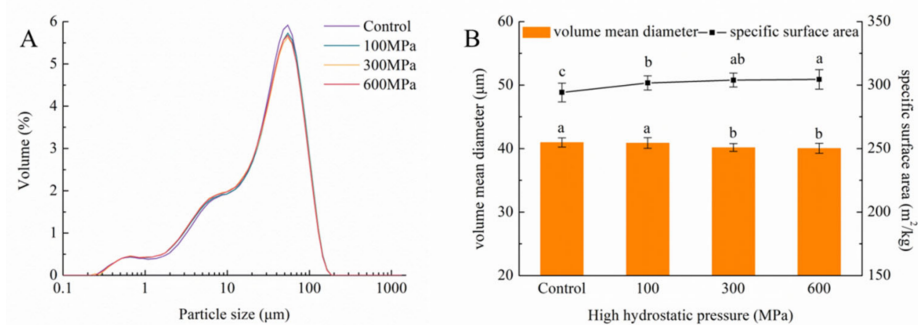 A
Control
100MPa
300MPa
600MPa
Volume (%)
6
5
4
3
2
1
0
0.1 1 10 100 1000
Particle size (μm)
B
volume mean diameter specific surface area
volume mean diameter (μm)
60
50
40
30
20
c b ab a
a a b b
350
300
250
200
150
specific surface area (m²/kg)
Control 100 300 600
High hydrostatic pressure (MPa)